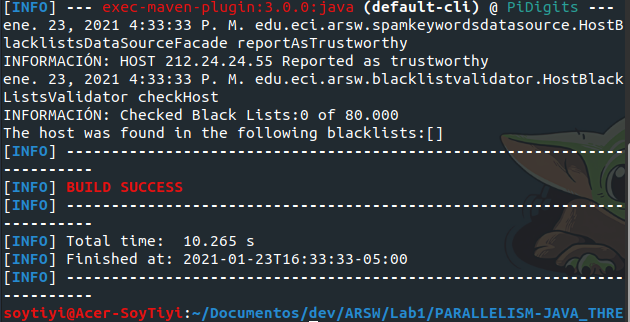 [INFO] --- exec-maven-plugin:3.0.0:java (default-cli) @ PiDigits ---
ene. 23, 2021 4:33:33 P. M. edu.eci.arsw.spamkeywordsdatasource.HostB
lacklistsDataSourceFacade reportAsTrustworthy
INFORMACIÓN: HOST 212.24.24.55 Reported as trustworthy
ene. 23, 2021 4:33:33 P. M. edu.eci.arsw.blacklistvalidator.HostBlack
ListsValidator checkHost
INFORMACIÓN: Checked Black Lists:0 of 80.000
The host was found in the following blacklists:[]
[INFO] --------------------------------------------------------------
----------
[INFO] BUILD SUCCESS
[INFO] --------------------------------------------------------------
----------
[INFO] Total time:  10.265 s
[INFO] Finished at: 2021-01-23T16:33:33-05:00
[INFO] --------------------------------------------------------------
----------
soytiyi@Acer-SoyTiyi:~/Documentos/dev/ARSW/Lab1/PARALLELISM-JAVA_THRE